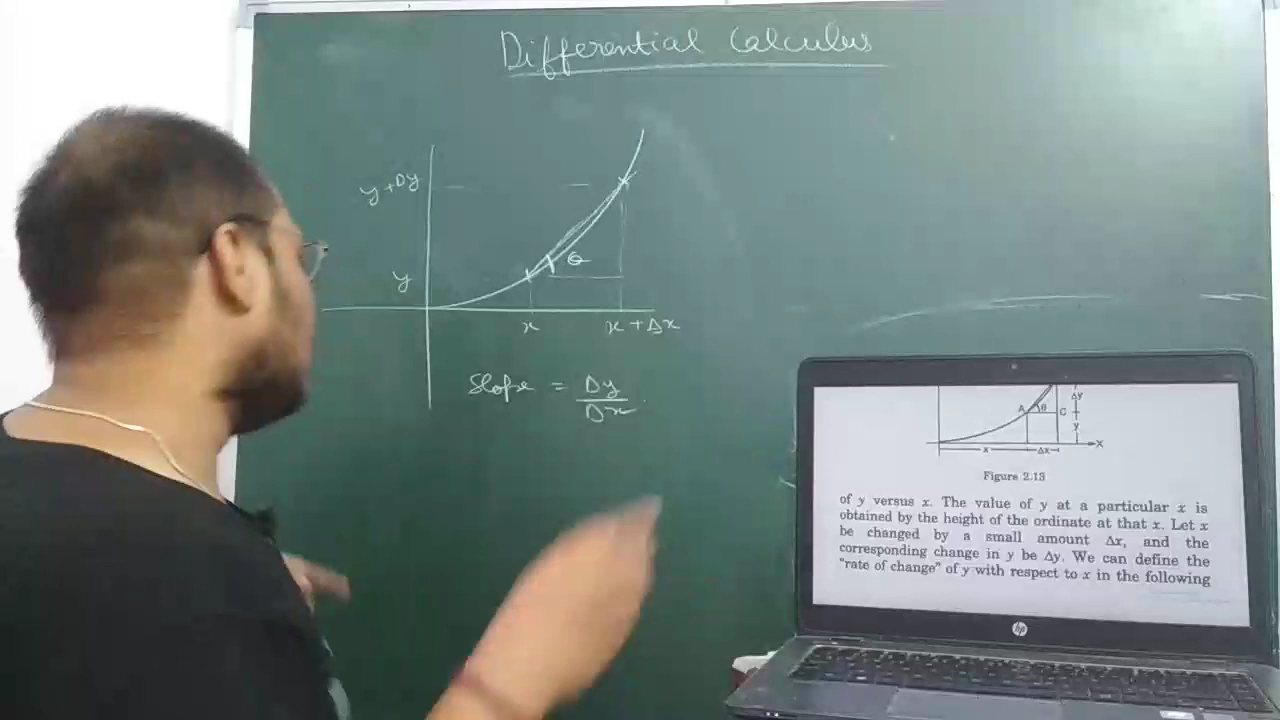 Differential Calculus
y+Δy
y
θ
x
x + Δx
Slope = Δy
Δx
A θ C
Δy
y
x Δx X
Figure 2.13
of y versus x. The value of y at a particular x is
obtained by the height of the ordinate at that x. Let x
be changed by a small amount Δx, and the
corresponding change in y be Δy. We can define the
"rate of change" of y with respect to x in the following
hp